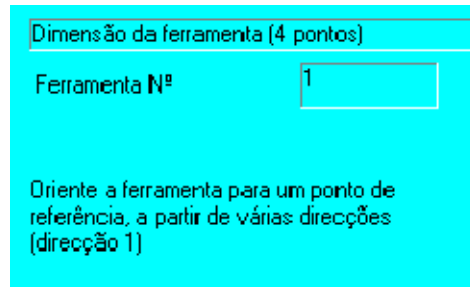 Dimensão da ferramenta (4 pontos)
Ferramenta Nº 1
Oriente a ferramenta para um ponto de
referência, a partir de várias direcções
(direcção 1)